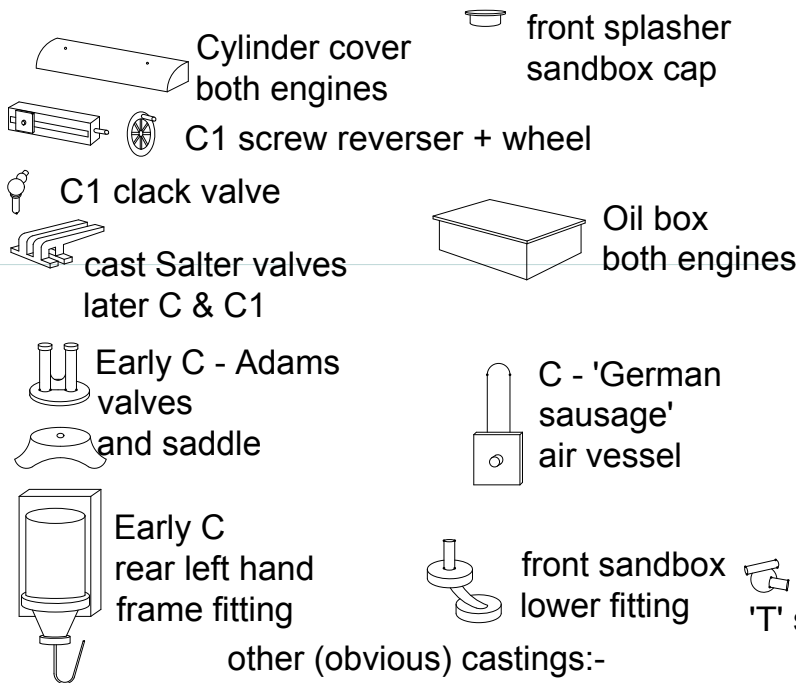 Cylinder cover
both engines
front splasher
sandbox cap
C1 screw reverser + wheel
C1 clack valve
Oil box
both engines
cast Salter valves
later C & C1
Early C - Adams
valves
and saddle
C - 'German
sausage'
air vessel
Early C
rear left hand
frame fitting
front sandbox
lower fitting
'T'
other (obvious) castings:-